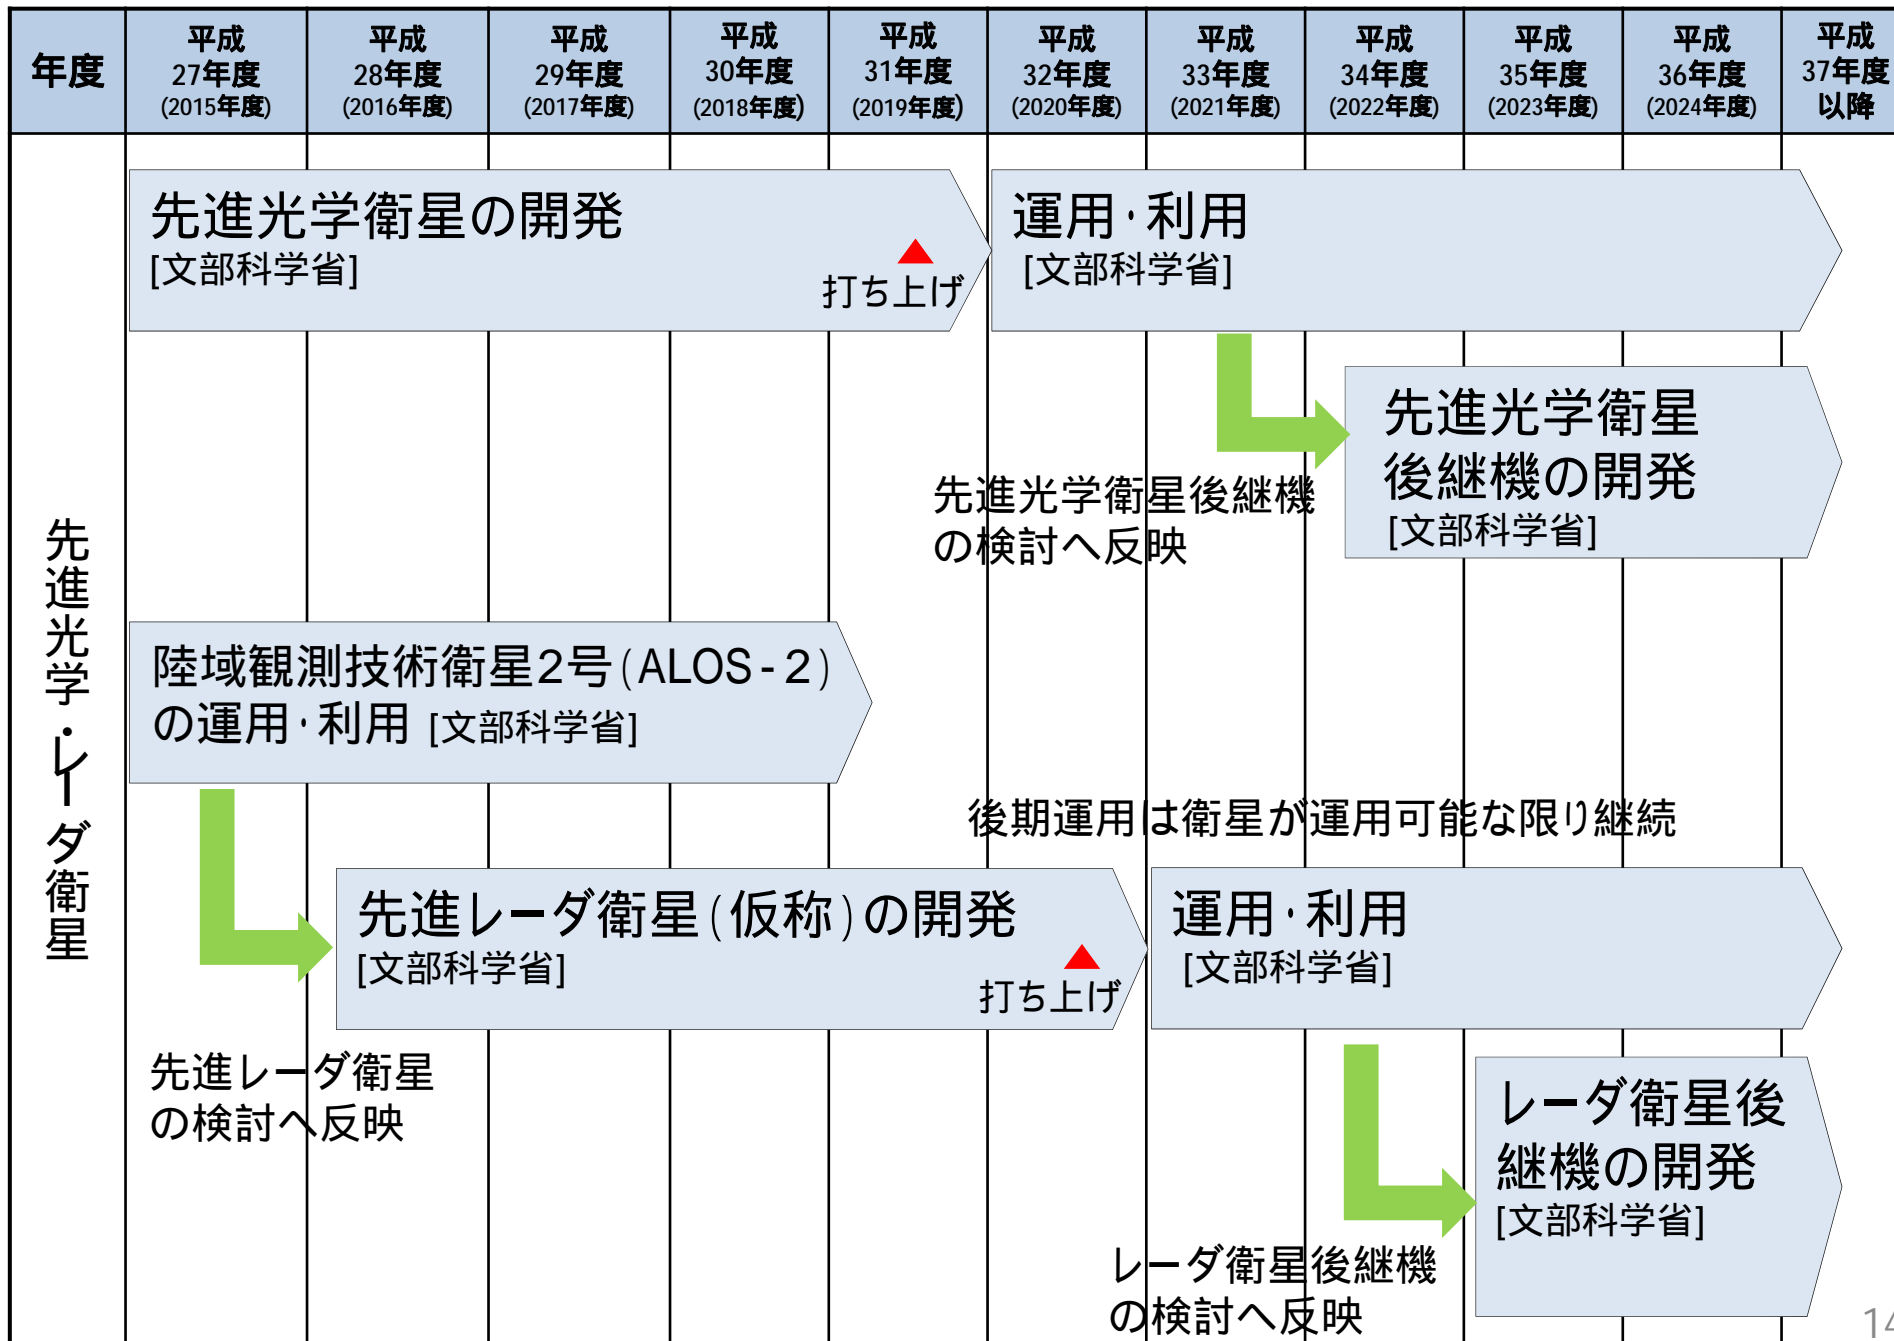 年度
平成
27年度
(2015年度)
平成
28年度
(2016年度)
平成
29年度
(2017年度)
平成
30年度
(2018年度)
平成
31年度
(2019年度)
平成
32年度
(2020年度)
平成
33年度
(2021年度)
平成
34年度
(2022年度)
平成
35年度
(2023年度)
平成
36年度
(2024年度)
平成
37年度
以降
先進光学・レーダ衛星
先進光学衛星の開発
[文部科学省]
打ち上げ
運用・利用
[文部科学省]
先進光学衛星後継機
の検討へ反映
先進光学衛星
後継機の開発
[文部科学省]
陸域観測技術衛星2号(ALOS-2)
の運用・利用 [文部科学省]
後期運用は衛星が運用可能な限り継続
先進レーダ衛星
の検討へ反映
先進レーダ衛星(仮称)の開発
[文部科学省]
打ち上げ
運用・利用
[文部科学省]
レーダ衛星後継機
の検討へ反映
レーダ衛星後
継機の開発
[文部科学省]
14